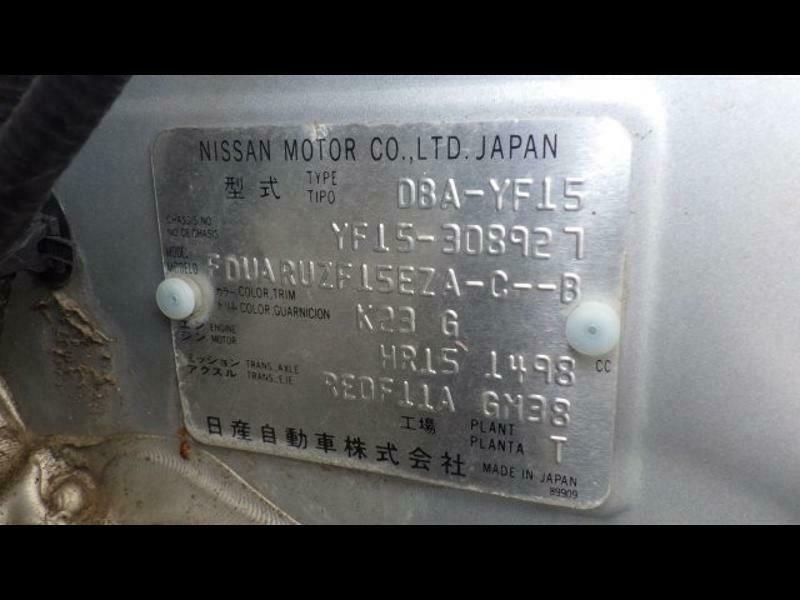 NISSAN MOTOR CO.,LTD. JAPAN
型式 TYPE TIPO DBA-YF15
CHASSIS NO. NO DE CHASIS YF15-308927
MODEL MODELO FDUARUZF15EZA-C--B
カラー COLOR, TRIM
トリム COLOR, GUARNICION K23 G
エンジン ENGINE MOTOR HR15 1498 CC
ミッション TRANS., AXLE
アクスル TRANS., EJE RE0F11A GM38
工場 PLANT PLANTA T
日産自動車株式会社 MADE IN JAPAN
89909